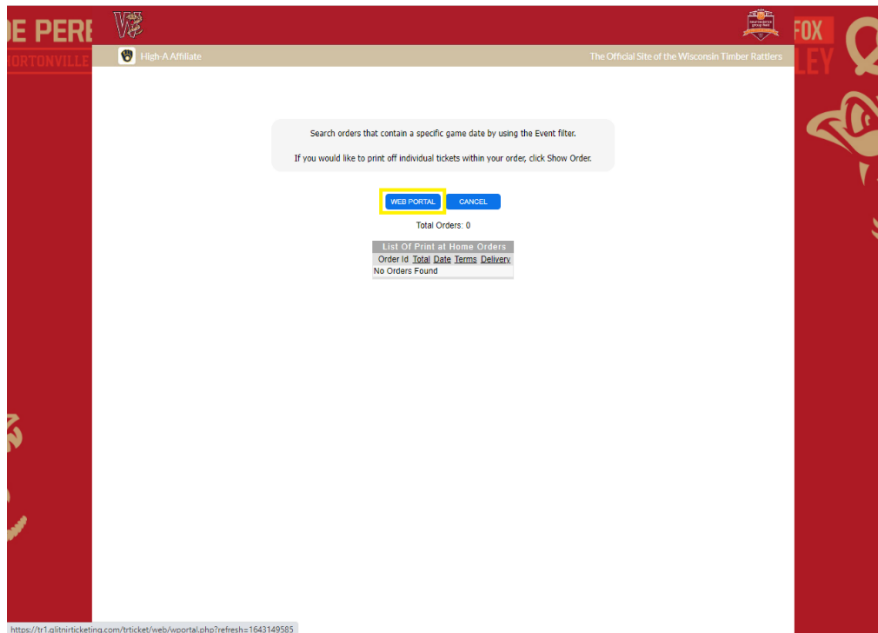 DE PERE
ORTONVILLE
FOX
LEY
High-A Affiliate
The Official Site of the Wisconsin Timber Rattlers
Search orders that contain a specific game date by using the Event filter.
If you would like to print off individual tickets within your order, click Show Order.
WEB PORTAL CANCEL
Total Orders: 0
List Of Print at Home Orders
Order Id Total Date Terms Delivery
No Orders Found
https://tr1.glitnirticketing.com/trticket/web/wportal.php?refresh=1643149585